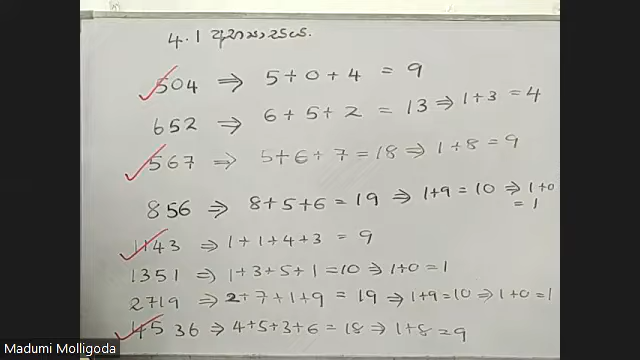 4.1 අභ්‍යාසය.
504 ⇒ 5+0+4 = 9
652 ⇒ 6+5+2 = 13 ⇒ 1+3 = 4
567 ⇒ 5+6+7 = 18 ⇒ 1+8 = 9
856 ⇒ 8+5+6 = 19 ⇒ 1+9 = 10 ⇒ 1+0
= 1
1143 ⇒ 1+1+4+3 = 9
1351 ⇒ 1+3+5+1 = 10 ⇒ 1+0 = 1
2719 ⇒ 2+7+1+9 = 19 ⇒ 1+9 = 10 ⇒ 1+0 = 1
4536 ⇒ 4+5+3+6 = 18 ⇒ 1+8 = 9
Madumi Molligoda